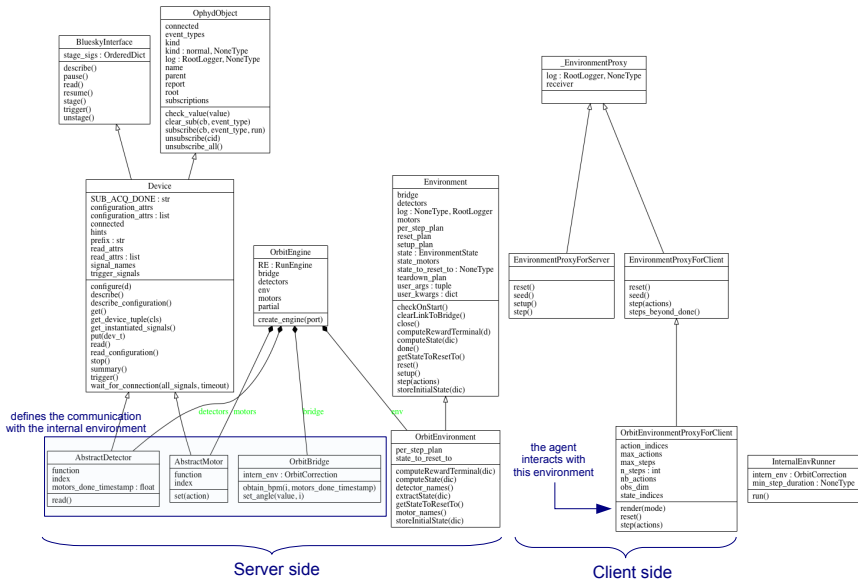 OphydObject
connected
event_types
kind
kind : normal, NoneType
log : RootLogger, NoneType
name
parent
report
root
subscriptions
check_value(value)
clear_sub(cb, event_type)
subscribe(cb, event_type, run)
unsubscribe(cid)
unsubscribe_all()
BlueskyInterface
stage_sigs : OrderedDict
describe()
pause()
read()
resume()
stage()
trigger()
unstage()
_EnvironmentProxy
log : RootLogger, NoneType
receiver
Device
SUB_ACQ_DONE : str
configuration_attrs
configuration_attrs : list
connected
hints
prefix : str
read_attrs
read_attrs : list
signal_names
trigger_signals
configure(d)
describe()
describe_configuration()
get()
get_device_tuple(cls)
get_instantiated_signals()
put(dev_t)
read()
read_configuration()
stop()
summary()
trigger()
wait_for_connection(all_signals, timeout)
OrbitEngine
RE : RunEngine
bridge
detectors
env
motors
partial
create_engine(port)
Environment
bridge
detectors
log : NoneType, RootLogger
motors
per_step_plan
reset_plan
setup_plan
state : EnvironmentState
state_motors
state_to_reset_to : NoneType
teardown_plan
user_args : tuple
user_kwargs : dict
checkOnStart()
clearLinkToBridge()
close()
computeRewardTerminal(d)
computeState(dic)
done()
getStateToResetTo()
reset()
setup()
step(actions)
storeInitialState(dic)
EnvironmentProxyForServer
reset()
seed()
setup()
step()
EnvironmentProxyForClient
reset()
seed()
step(actions)
steps_beyond_done()
defines the communication
with the internal environment
detectors
motors
bridge
env
AbstractDetector
function
index
motors_done_timestamp : float
read()
AbstractMotor
function
index
set(action)
OrbitBridge
intern_env : OrbitCorrection
obtain_bpm(i, motors_done_timestamp)
set_angle(value, i)
OrbitEnvironment
per_step_plan
state_to_reset_to
computeRewardTerminal(dic)
computeState(dic)
detector_names()
extractState(dic)
getStateToResetTo()
motor_names()
storeInitialState(dic)
the agent
interacts with
this environment
OrbitEnvironmentProxyForClient
action_indices
max_actions
max_steps
n_steps : int
nb_actions
obs_dim
state_indices
render(mode)
reset()
step(actions)
InternalEnvRunner
intern_env : OrbitCorrection
min_step_duration : NoneType
run()
Server side
Client side